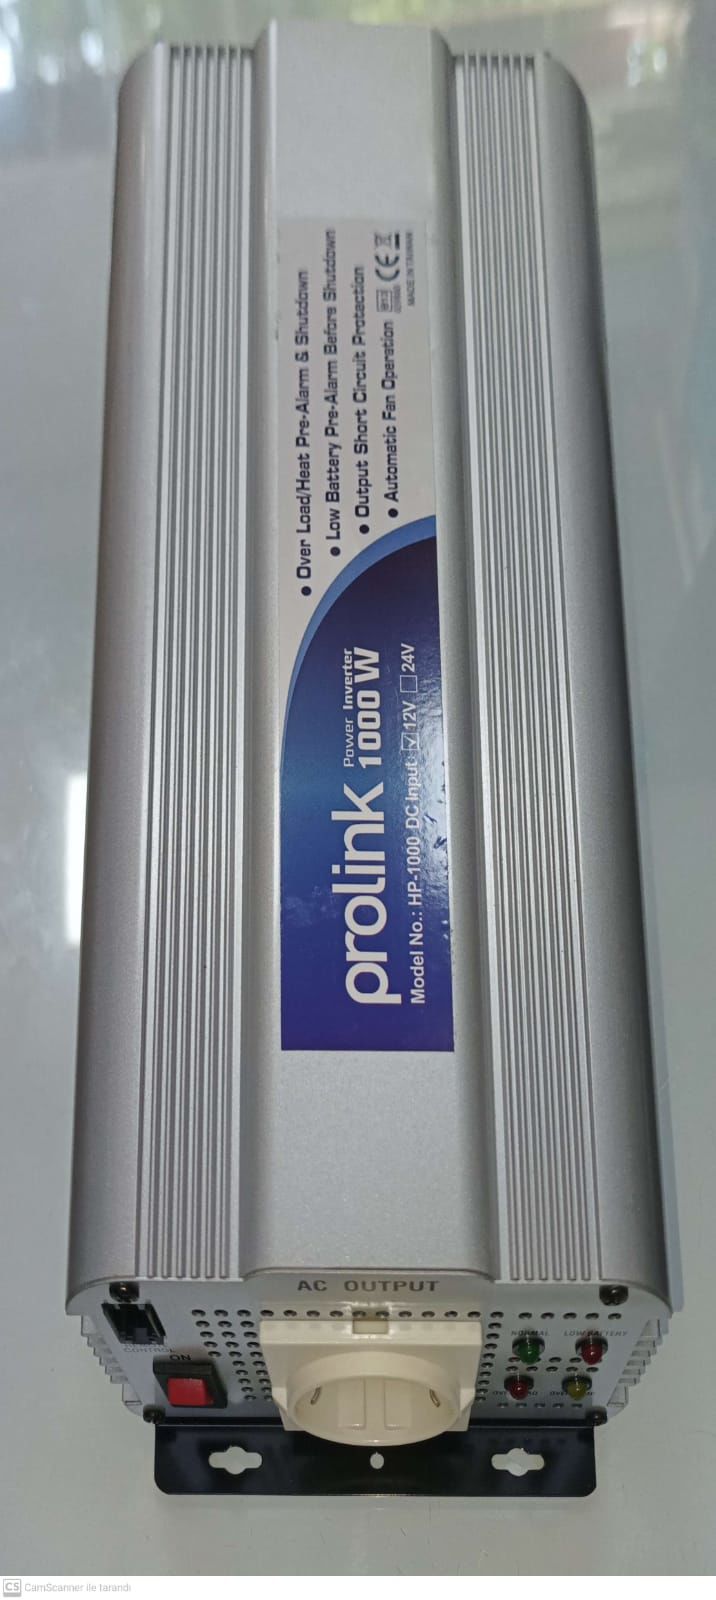 prolink Power Inverter
1000 W
Model No.: HP-1000 DC Input: ☑ 12V ☐ 24V
• Over Load/Heat Pre-Alarm & Shutdown
• Low Battery Pre-Alarm Before Shutdown
• Output Short Circuit Protection
• Automatic Fan Operation
CE
MADE IN TAIWAN
AC OUTPUT
CONTROL
ON
NORMAL
LOW BATTERY
CS CamScanner ile tarandı